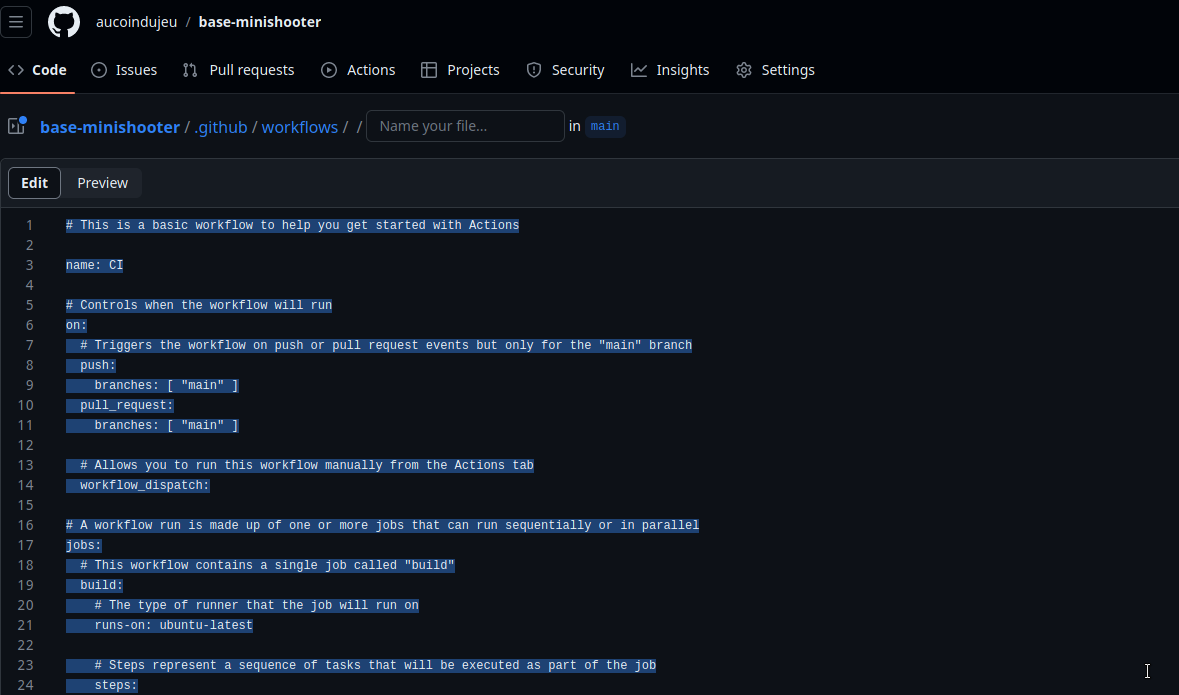 aucoindujeu / base-minishooter
Code Issues Pull requests Actions Projects Security Insights Settings
base-minishooter / .github / workflows / / Name your file... in main
Edit Preview
1 # This is a basic workflow to help you get started with Actions
2
3 name: CI
4
5 # Controls when the workflow will run
6 on:
7   # Triggers the workflow on push or pull request events but only for the "main" branch
8   push:
9     branches: [ "main" ]
10   pull_request:
11     branches: [ "main" ]
12
13   # Allows you to run this workflow manually from the Actions tab
14   workflow_dispatch:
15
16 # A workflow run is made up of one or more jobs that can run sequentially or in parallel
17 jobs:
18   # This workflow contains a single job called "build"
19   build:
20     # The type of runner that the job will run on
21     runs-on: ubuntu-latest
22
23     # Steps represent a sequence of tasks that will be executed as part of the job
24     steps: